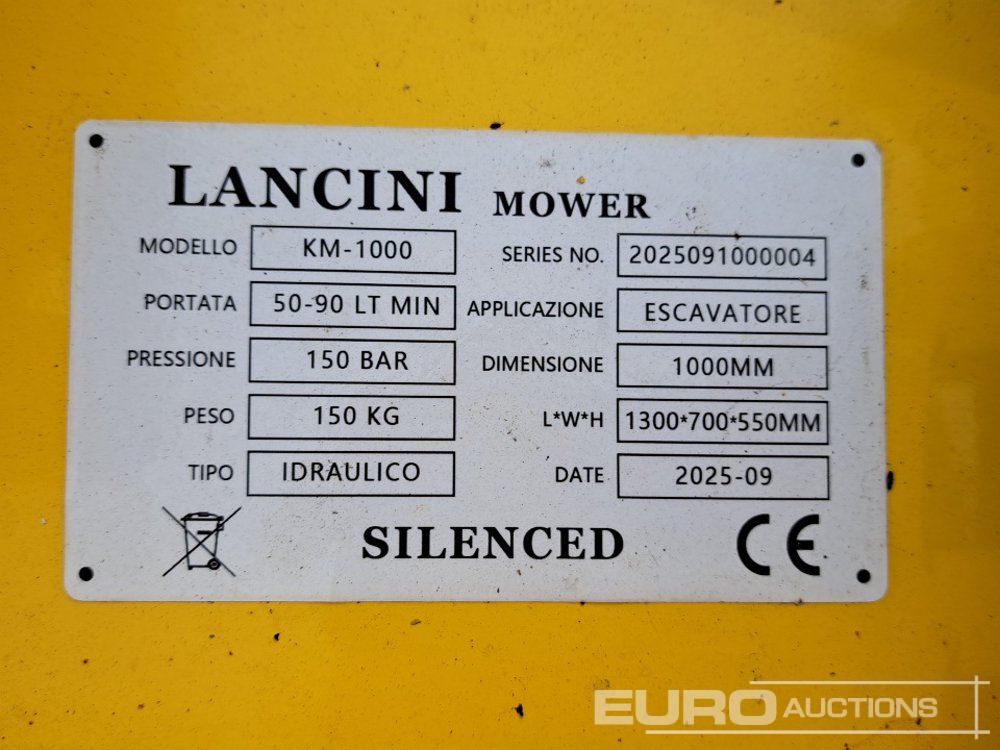 LANCINI MOWER
MODELLO KM-1000 SERIES NO. 2025091000004
PORTATA 50-90 LT MIN APPLICAZIONE ESCAVATORE
PRESSIONE 150 BAR DIMENSIONE 1000MM
PESO 150 KG L*W*H 1300*700*550MM
TIPO IDRAULICO DATE 2025-09
SILENCED CE
EURO AUCTIONS